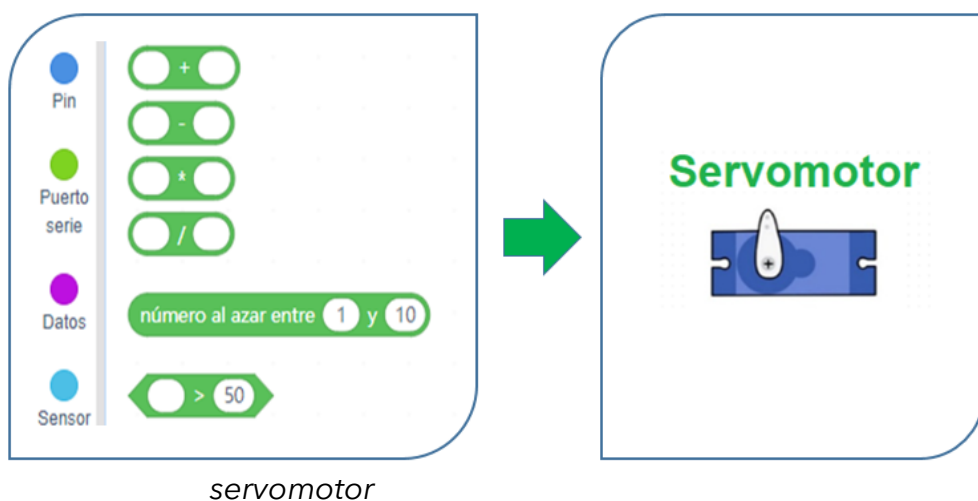 Pin
Puerto
serie
Datos
Sensor
+
-
*
/
número al azar entre 1 y 10
> 50
Servomotor
servomotor